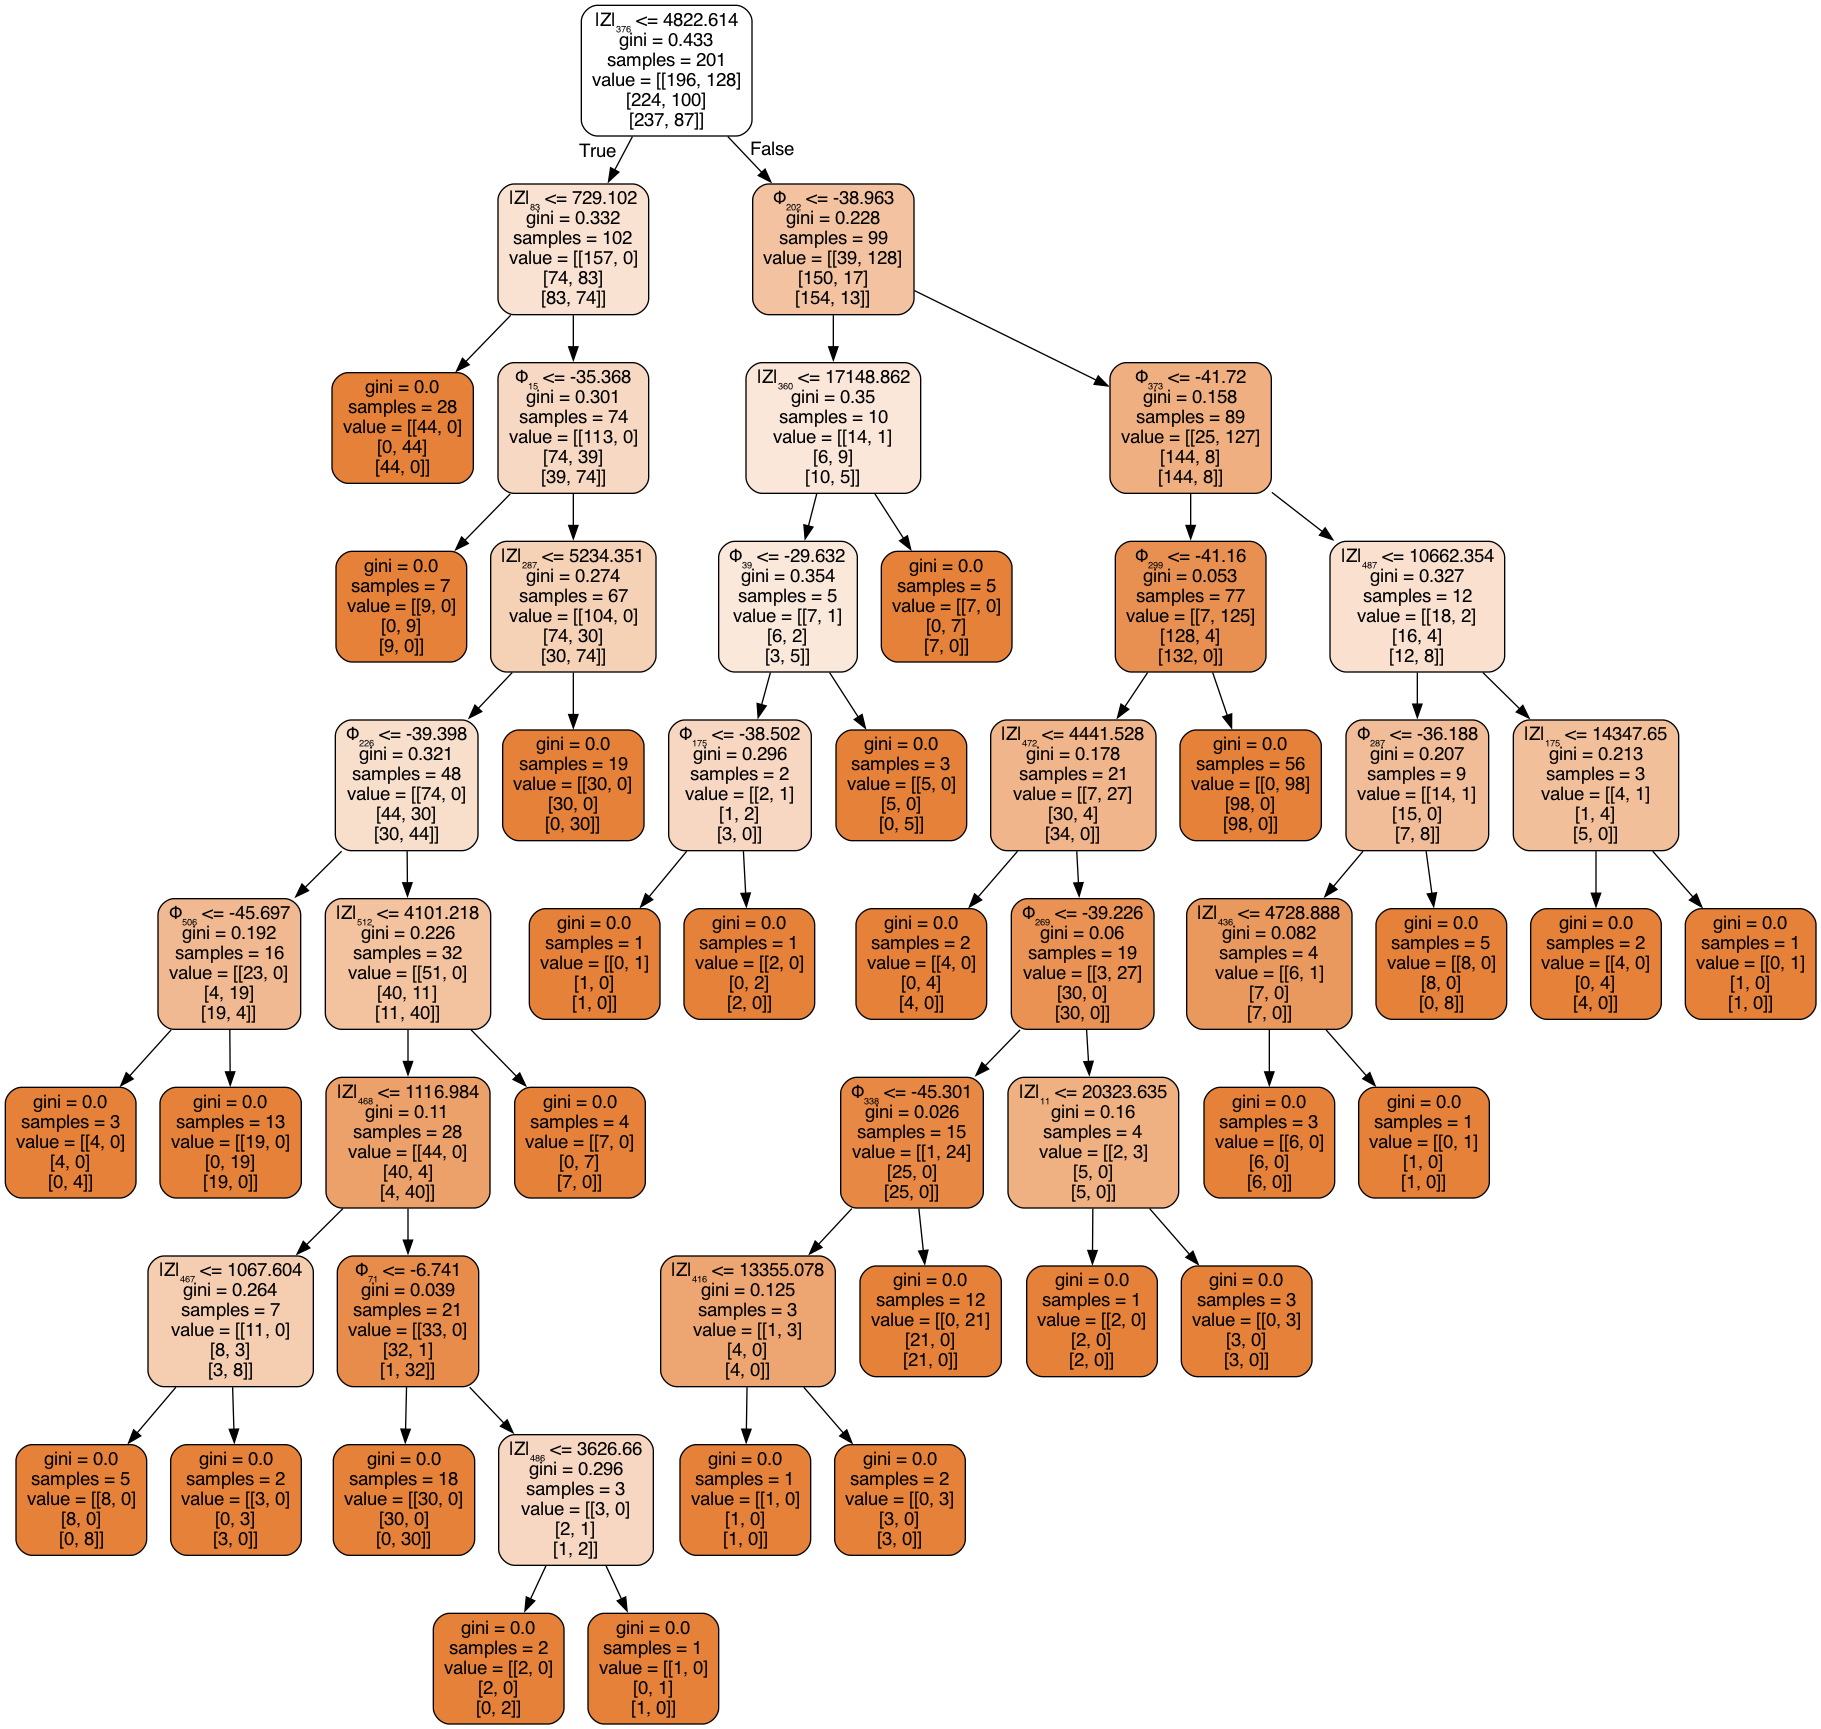 |Z|₃₇₆ <= 4822.614
gini = 0.433
samples = 201
value = [[196, 128]
[224, 100]
[237, 87]]
True
False
|Z|₈₃ <= 729.102
gini = 0.332
samples = 102
value = [[157, 0]
[74, 83]
[83, 74]]
Φ₂₀₂ <= -38.963
gini = 0.228
samples = 99
value = [[39, 128]
[150, 17]
[154, 13]]
gini = 0.0
samples = 28
value = [[44, 0]
[0, 44]
[44, 0]]
Φ₁₅ <= -35.368
gini = 0.301
samples = 74
value = [[113, 0]
[74, 39]
[39, 74]]
|Z|₃₆₀ <= 17148.862
gini = 0.35
samples = 10
value = [[14, 1]
[6, 9]
[10, 5]]
Φ₃₇₃ <= -41.72
gini = 0.158
samples = 89
value = [[25, 127]
[144, 8]
[144, 8]]
gini = 0.0
samples = 7
value = [[9, 0]
[0, 9]
[9, 0]]
|Z|₂₈₇ <= 5234.351
gini = 0.274
samples = 67
value = [[104, 0]
[74, 30]
[30, 74]]
Φ₃₉ <= -29.632
gini = 0.354
samples = 5
value = [[7, 1]
[6, 2]
[3, 5]]
gini = 0.0
samples = 5
value = [[7, 0]
[0, 7]
[7, 0]]
Φ₂₉₉ <= -41.16
gini = 0.053
samples = 77
value = [[7, 125]
[128, 4]
[132, 0]]
|Z|₄₈₇ <= 10662.354
gini = 0.327
samples = 12
value = [[18, 2]
[16, 4]
[12, 8]]
Φ₂₂₆ <= -39.398
gini = 0.321
samples = 48
value = [[74, 0]
[44, 30]
[30, 44]]
gini = 0.0
samples = 19
value = [[30, 0]
[30, 0]
[0, 30]]
Φ₁₇₅ <= -38.502
gini = 0.296
samples = 2
value = [[2, 1]
[1, 2]
[3, 0]]
gini = 0.0
samples = 3
value = [[5, 0]
[5, 0]
[0, 5]]
|Z|₄₇₂ <= 4441.528
gini = 0.178
samples = 21
value = [[7, 27]
[30, 4]
[34, 0]]
gini = 0.0
samples = 56
value = [[0, 98]
[98, 0]
[98, 0]]
Φ₂₈₇ <= -36.188
gini = 0.207
samples = 9
value = [[14, 1]
[15, 0]
[7, 8]]
|Z|₁₇₅ <= 14347.65
gini = 0.213
samples = 3
value = [[4, 1]
[1, 4]
[5, 0]]
Φ₅₀₆ <= -45.697
gini = 0.192
samples = 16
value = [[23, 0]
[4, 19]
[19, 4]]
|Z|₅₁₂ <= 4101.218
gini = 0.226
samples = 32
value = [[51, 0]
[40, 11]
[11, 40]]
gini = 0.0
samples = 1
value = [[0, 1]
[1, 0]
[1, 0]]
gini = 0.0
samples = 1
value = [[2, 0]
[0, 2]
[2, 0]]
gini = 0.0
samples = 2
value = [[4, 0]
[0, 4]
[4, 0]]
Φ₂₆₉ <= -39.226
gini = 0.06
samples = 19
value = [[3, 27]
[30, 0]
[30, 0]]
|Z|₄₃₆ <= 4728.888
gini = 0.082
samples = 4
value = [[6, 1]
[7, 0]
[7, 0]]
gini = 0.0
samples = 5
value = [[8, 0]
[8, 0]
[0, 8]]
gini = 0.0
samples = 2
value = [[4, 0]
[0, 4]
[4, 0]]
gini = 0.0
samples = 1
value = [[0, 1]
[1, 0]
[1, 0]]
gini = 0.0
samples = 3
value = [[4, 0]
[4, 0]
[0, 4]]
gini = 0.0
samples = 13
value = [[19, 0]
[0, 19]
[19, 0]]
|Z|₄₆₈ <= 1116.984
gini = 0.11
samples = 28
value = [[44, 0]
[40, 4]
[4, 40]]
gini = 0.0
samples = 4
value = [[7, 0]
[0, 7]
[7, 0]]
Φ₃₃₈ <= -45.301
gini = 0.026
samples = 15
value = [[1, 24]
[25, 0]
[25, 0]]
|Z|₁₁ <= 20323.635
gini = 0.16
samples = 4
value = [[2, 3]
[5, 0]
[5, 0]]
gini = 0.0
samples = 3
value = [[6, 0]
[6, 0]
[6, 0]]
gini = 0.0
samples = 1
value = [[0, 1]
[1, 0]
[1, 0]]
|Z|₄₆₇ <= 1067.604
gini = 0.264
samples = 7
value = [[11, 0]
[8, 3]
[3, 8]]
Φ₇₁ <= -6.741
gini = 0.039
samples = 21
value = [[33, 0]
[32, 1]
[1, 32]]
|Z|₄₁₆ <= 13355.078
gini = 0.125
samples = 3
value = [[1, 3]
[4, 0]
[4, 0]]
gini = 0.0
samples = 12
value = [[0, 21]
[21, 0]
[21, 0]]
gini = 0.0
samples = 1
value = [[2, 0]
[2, 0]
[2, 0]]
gini = 0.0
samples = 3
value = [[0, 3]
[3, 0]
[3, 0]]
gini = 0.0
samples = 5
value = [[8, 0]
[8, 0]
[0, 8]]
gini = 0.0
samples = 2
value = [[3, 0]
[0, 3]
[3, 0]]
gini = 0.0
samples = 18
value = [[30, 0]
[30, 0]
[0, 30]]
|Z|₄₈₆ <= 3626.66
gini = 0.296
samples = 3
value = [[3, 0]
[2, 1]
[1, 2]]
gini = 0.0
samples = 1
value = [[1, 0]
[1, 0]
[1, 0]]
gini = 0.0
samples = 2
value = [[0, 3]
[3, 0]
[3, 0]]
gini = 0.0
samples = 2
value = [[2, 0]
[2, 0]
[0, 2]]
gini = 0.0
samples = 1
value = [[1, 0]
[0, 1]
[1, 0]]